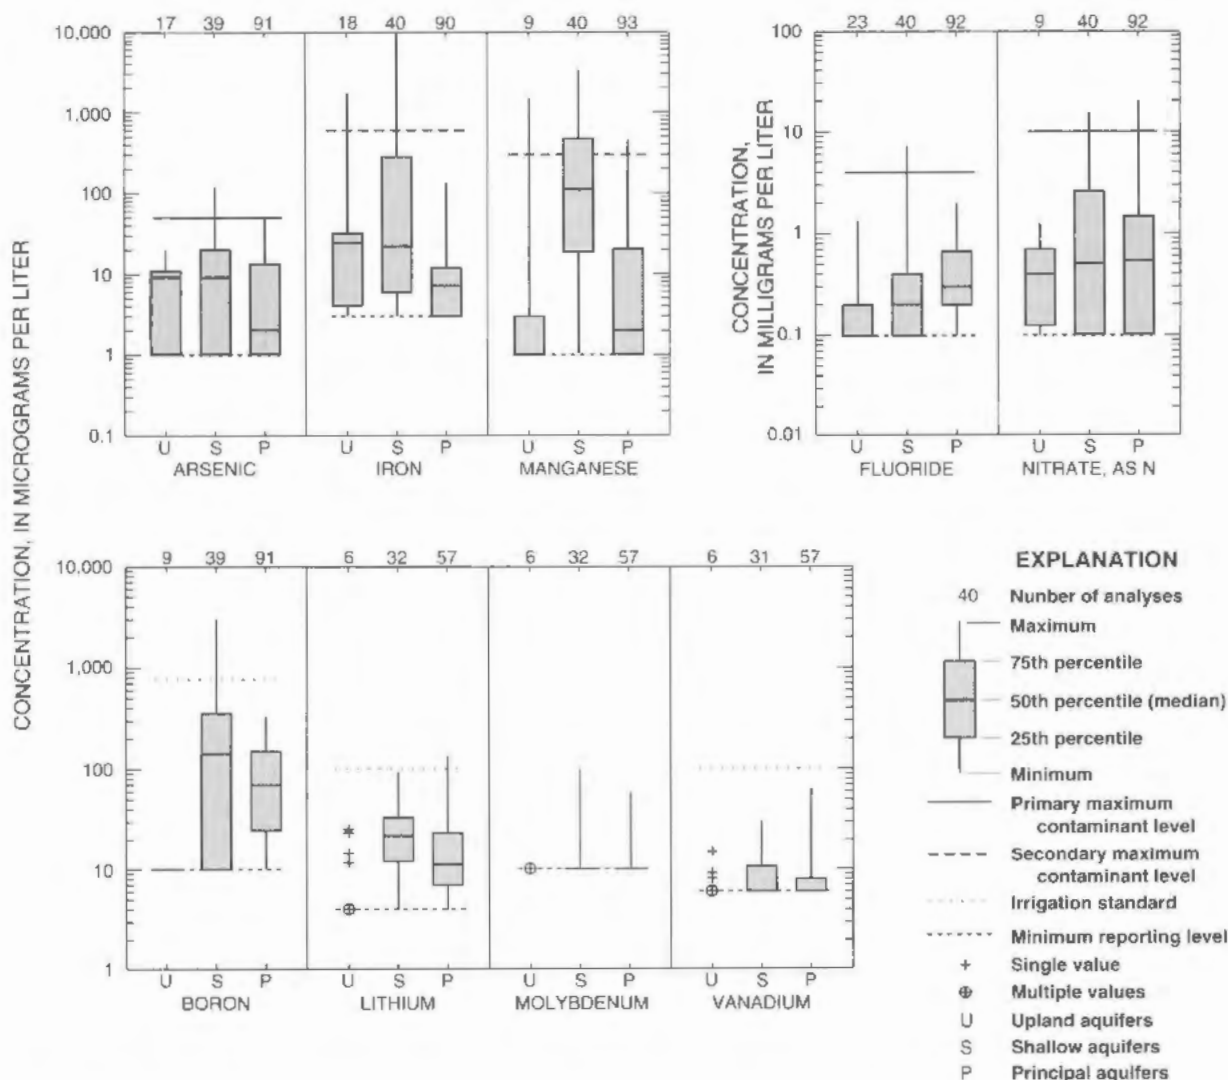 CONCENTRATION, IN MICROGRAMS PER LITER
17 39 91 18 40 90 9 40 93
10,000
1,000
100
10
1
0.1
U S P U S P U S P
ARSENIC IRON MANGANESE
CONCENTRATION,
IN MILLIGRAMS PER LITER
23 40 92 9 40 92
100
10
1
0.1
0.01
U S P U S P
FLUORIDE NITRATE, AS N
9 39 91 6 32 57 6 32 57 6 31 57
10,000
1,000
100
10
1
U S P U S P U S P U S P
BORON LITHIUM MOLYBDENUM VANADIUM
EXPLANATION
40 Nunber of analyses
Maximum
75th percentile
50th percentile (median)
25th percentile
Minimum
Primary maximum
contaminant level
Secondary maximum
contaminant level
Irrigation standard
Minimum reporting level
+ Single value
⊕ Multiple values
U Upland aquifers
S Shallow aquifers
P Principal aquifers